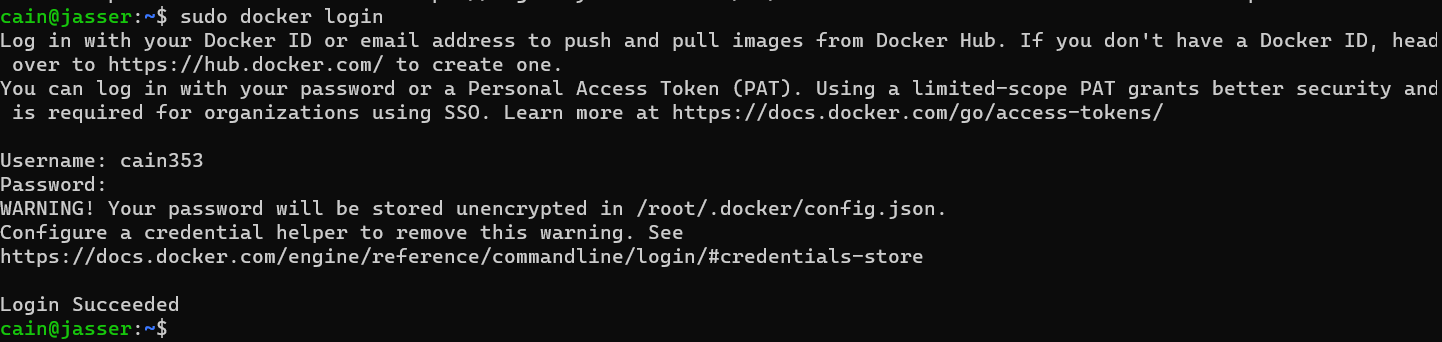 cain@jasser:~$ sudo docker login
Log in with your Docker ID or email address to push and pull images from Docker Hub. If you don't have a Docker ID, head
over to https://hub.docker.com/ to create one.
You can log in with your password or a Personal Access Token (PAT). Using a limited-scope PAT grants better security and
is required for organizations using SSO. Learn more at https://docs.docker.com/go/access-tokens/
Username: cain353
Password:
WARNING! Your password will be stored unencrypted in /root/.docker/config.json.
Configure a credential helper to remove this warning. See
https://docs.docker.com/engine/reference/commandline/login/#credentials-store
Login Succeeded
cain@jasser:~$